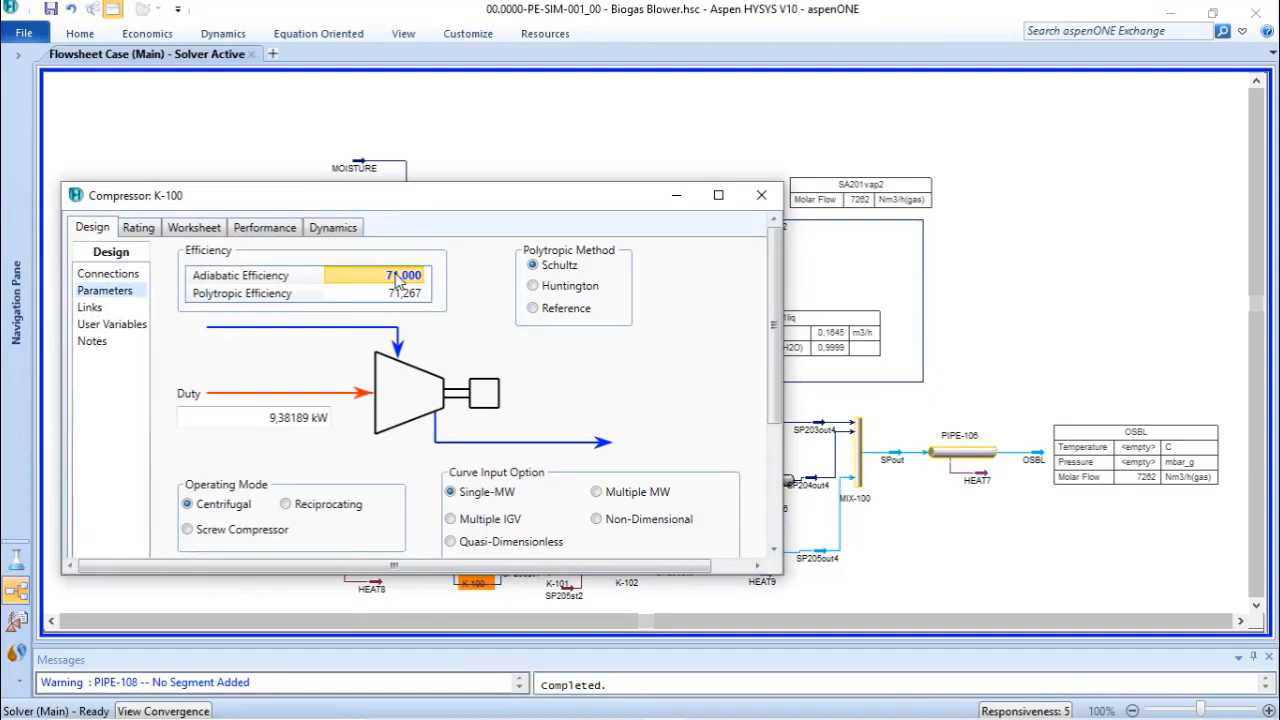 00.0000-PE-SIM-001_00 - Biogas Blower.hsc - Aspen HYSYS V10 - aspenONE
File Home Economics Dynamics Equation Oriented View Customize Resources
Search aspenONE Exchange
Flowsheet Case (Main) - Solver Active
Navigation Pane
MOISTURE
Compressor: K-100
Design Rating Worksheet Performance Dynamics
Design
Connections
Parameters
Links
User Variables
Notes
Efficiency
Adiabatic Efficiency 71,000
Polytropic Efficiency 71,267
Polytropic Method
Schultz
Huntington
Reference
Duty
9,38189 kW
Operating Mode
Centrifugal Reciprocating
Screw Compressor
Curve Input Option
Single-MW Multiple MW
Multiple IGV Non-Dimensional
Quasi-Dimensionless
SA201vap2
Molar Flow 7262 Nm3/h(gas)
0.1645 m3/h
H2O) 0,9999
SP203out4
SP204out4
MIX-100
SP205out4
SPout
PIPE-106
HEAT7
OSBL
OSBL
Temperature <empty> C
Pressure <empty> mbar_g
Molar Flow 7262 Nm3/h(gas)
HEAT8
K-100
K-101
SP205st2
K-102
HEAT9
Messages
Warning : PIPE-108 -- No Segment Added
Completed.
Solver (Main) - Ready View Convergence
Responsiveness: 5 100%